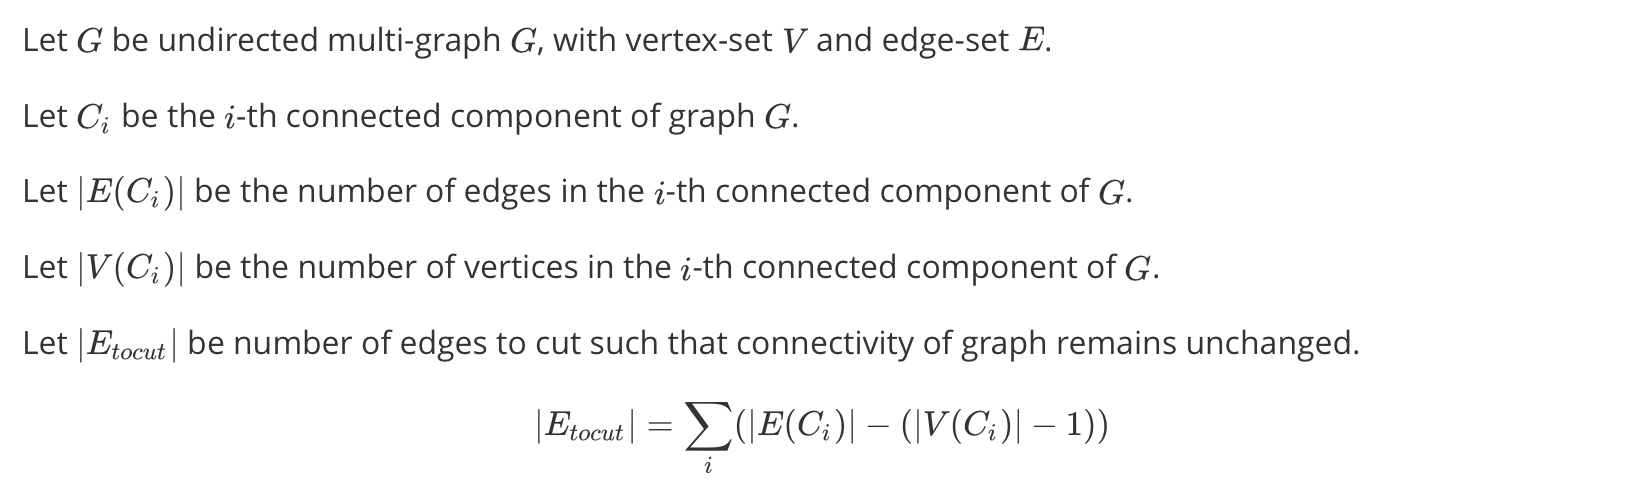 Let G be undirected multi-graph G, with vertex-set V and edge-set E.
Let C_i be the i-th connected component of graph G.
Let |E(C_i)| be the number of edges in the i-th connected component of G.
Let |V(C_i)| be the number of vertices in the i-th connected component of G.
Let |E_{tocut}| be number of edges to cut such that connectivity of graph remains unchanged.
|E_{tocut}| = ∑_i (|E(C_i)| − (|V(C_i)| − 1))